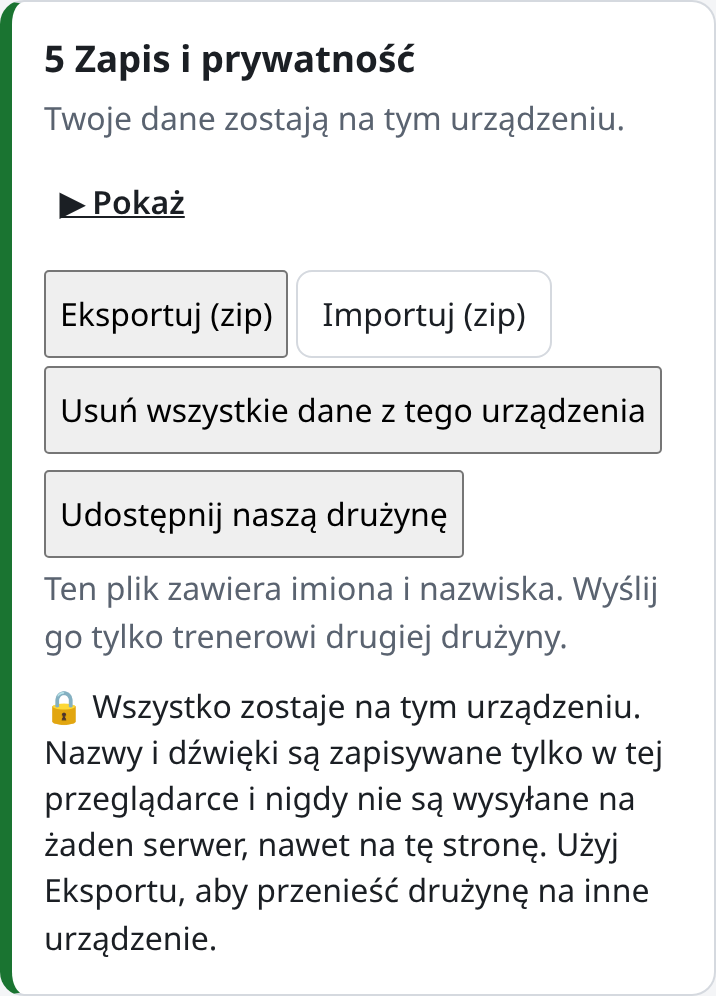 5 Zapis i prywatność
Twoje dane zostają na tym urządzeniu.
▶ Pokaż
Eksportuj (zip) Importuj (zip)
Usuń wszystkie dane z tego urządzenia
Udostępnij naszą drużynę
Ten plik zawiera imiona i nazwiska. Wyślij
go tylko trenerowi drugiej drużyny.
🔒 Wszystko zostaje na tym urządzeniu.
Nazwy i dźwięki są zapisywane tylko w tej
przeglądarce i nigdy nie są wysyłane na
żaden serwer, nawet na tę stronę. Użyj
Eksportu, aby przenieść drużynę na inne
urządzenie.